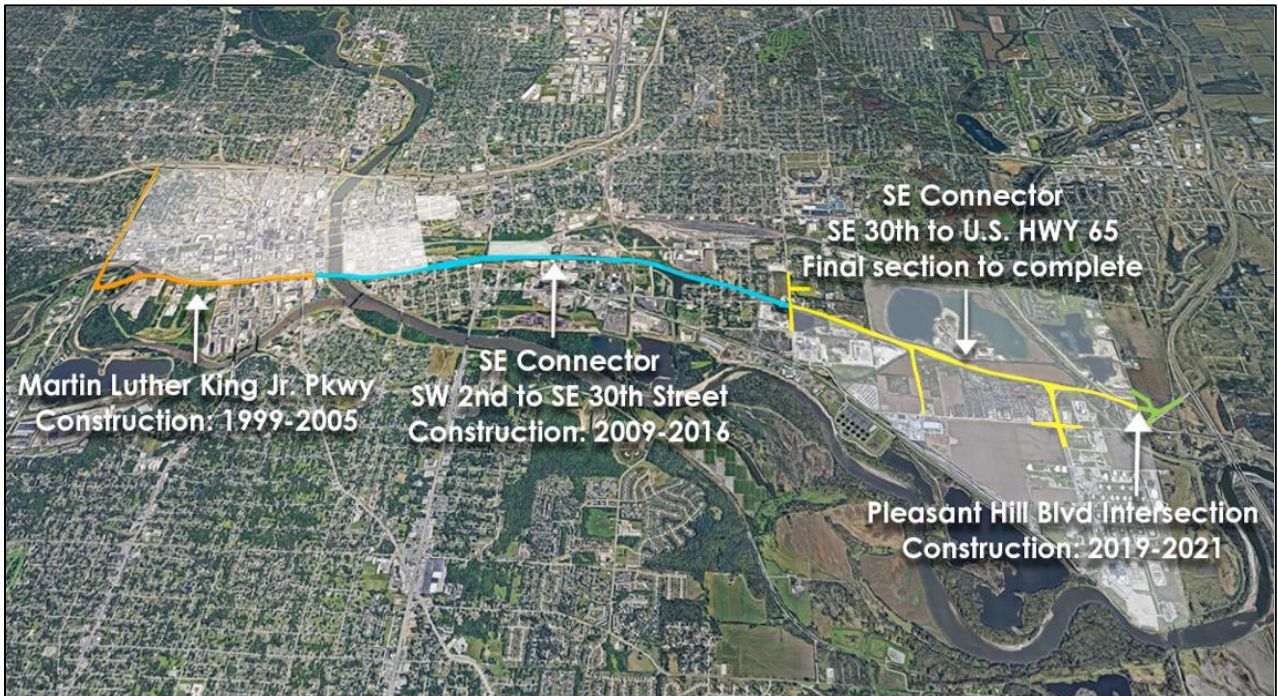 SE Connector
SE 30th to U.S. HWY 65
Final section to complete
Martin Luther King Jr. Pkwy
Construction: 1999-2005
SE Connector
SW 2nd to SE 30th Street
Construction: 2009-2016
Pleasant Hill Blvd Intersection
Construction: 2019-2021